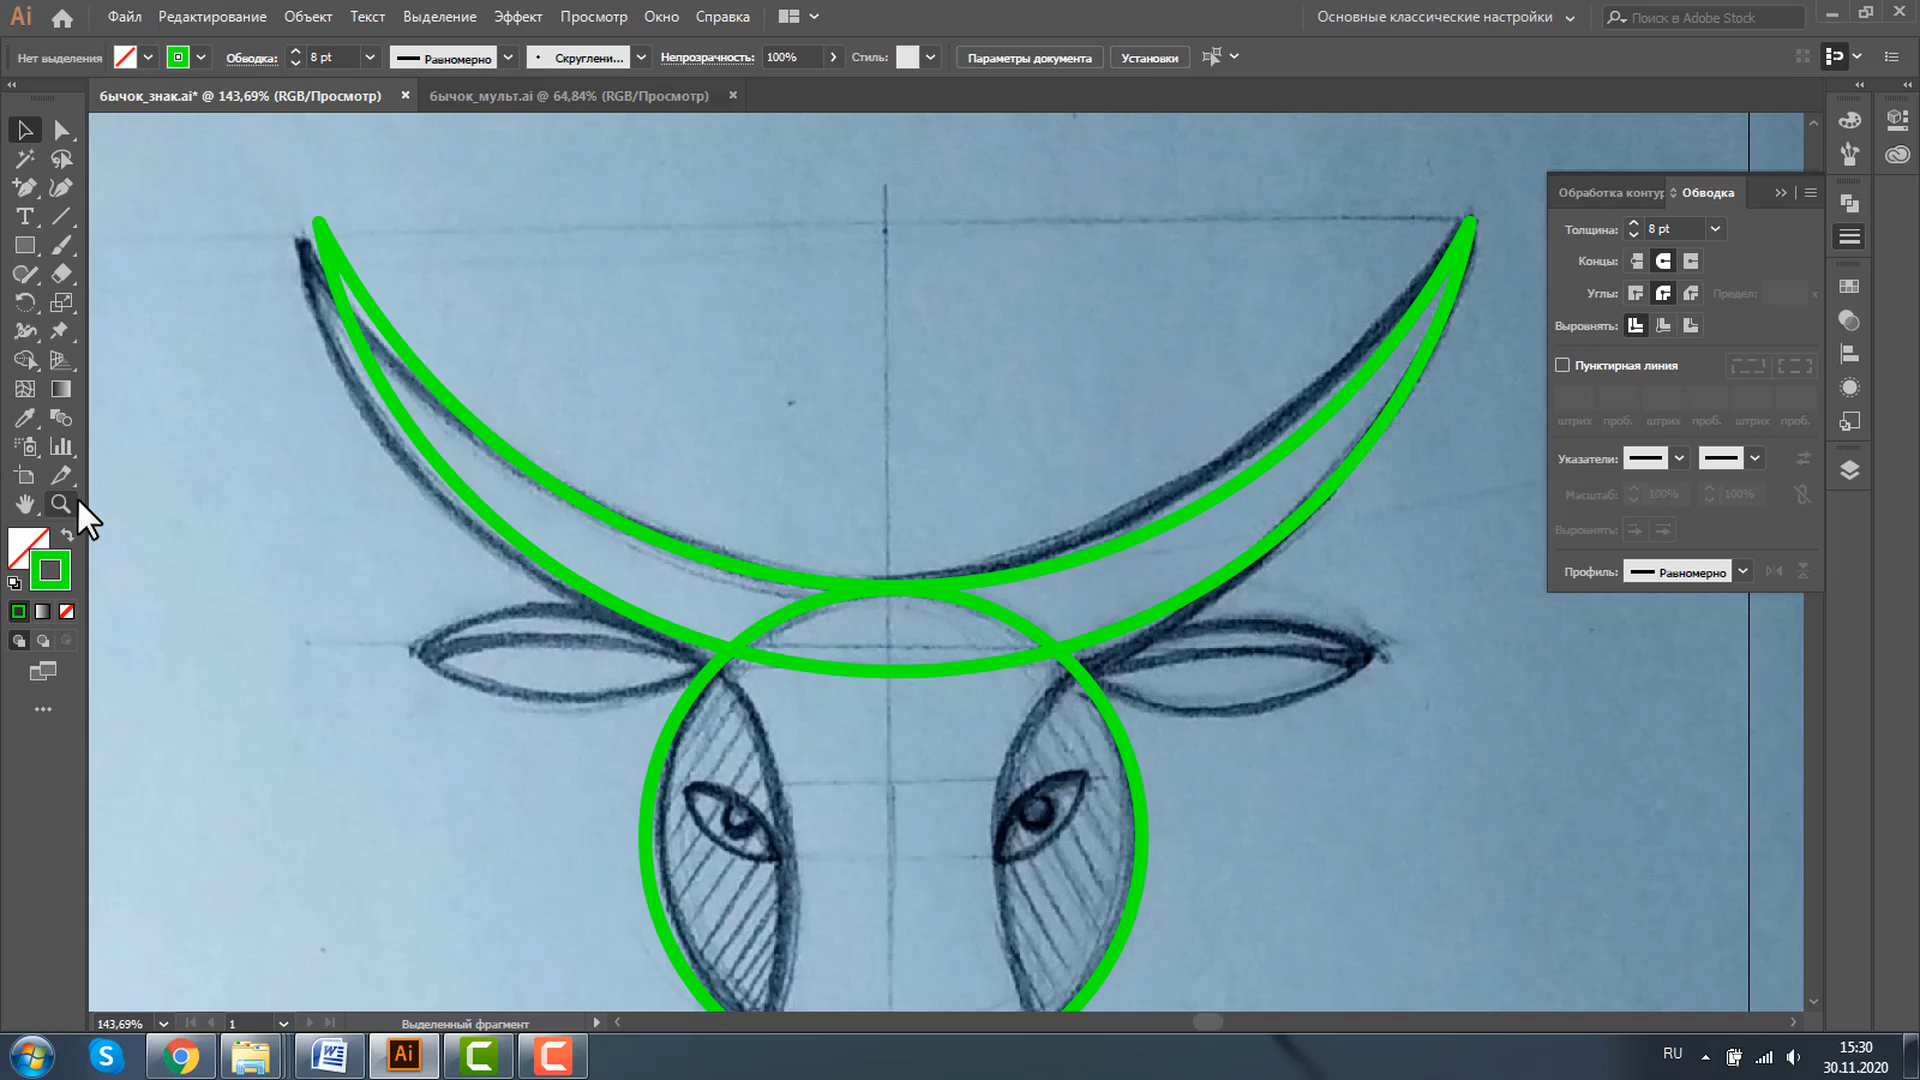 Ai Файл Редактирование Объект Текст Выделение Эффект Просмотр Окно Справка Основные классические настройки Поиск в Adobe Stock
Нет выделения Обводка: 8 pt Равномерно Скруглени... Непрозрачность: 100% Стиль: Параметры документа Установки
бычок_знак.ai* @ 143,69% (RGB/Просмотр) × бычок_мульт.ai @ 64,84% (RGB/Просмотр) ×
Обработка контур Обводка
Толщина: 8 pt
Концы:
Углы: Предел: x
Выровнять:
Пунктирная линия
штрих проб. штрих проб. штрих проб.
Указатели:
Масштаб: 100% 100%
Выровнять:
Профиль: Равномерно
143,69% 1 Выделенный фрагмент
RU
15:30
30.11.2020